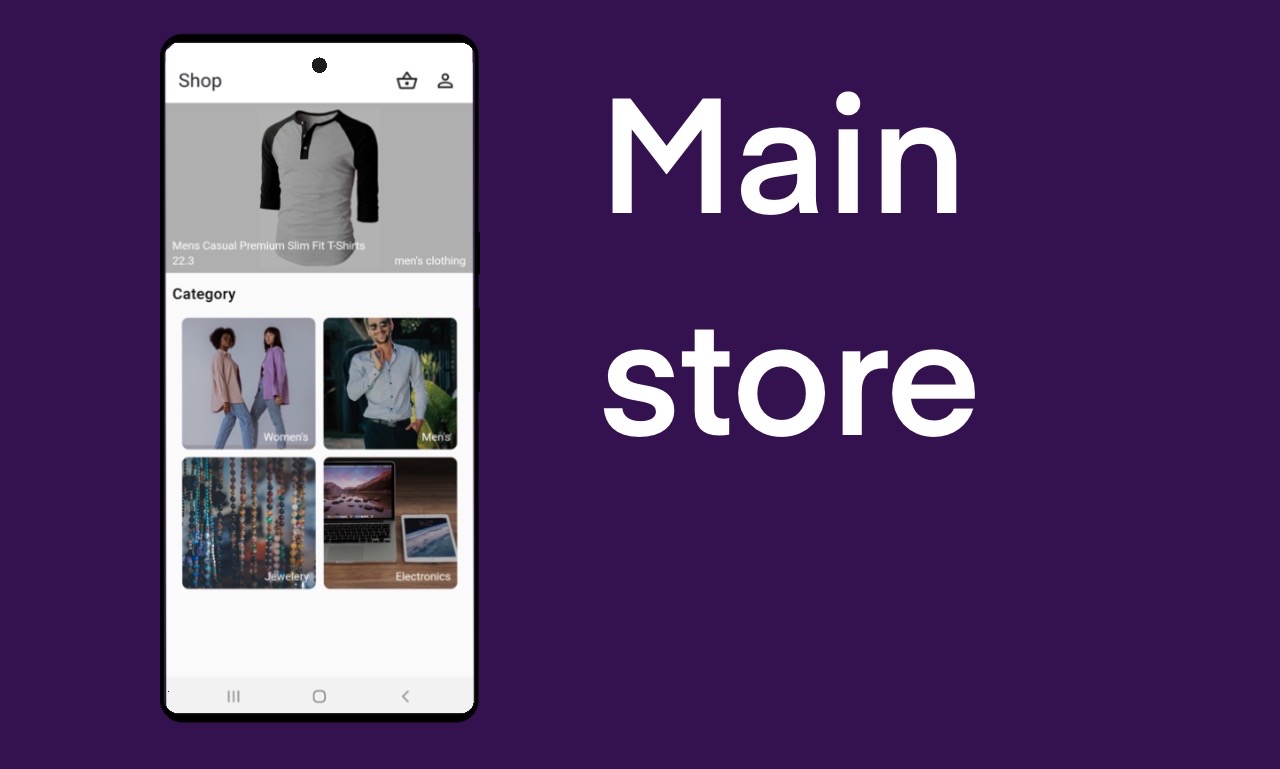 Shop
Mens Casual Premium Slim Fit T-Shirts
22.3
men's clothing
Category
Women's
Men's
Jewelery
Electronics
Main
store